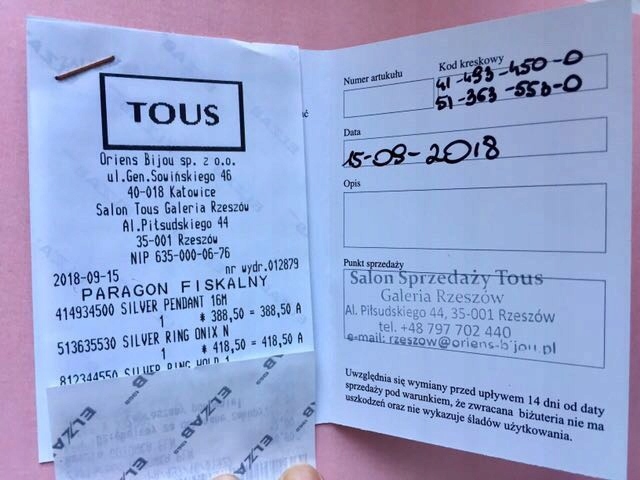 TOUS
Oriens Bijou sp. z o.o.
ul.Gen.Sowińskiego 46
40-018 Katowice
Salon Tous Galeria Rzeszów
Al.Piłsudskiego 44
35-001 Rzeszów
NIP 635-000-06-76
2018-09-15 nr wydr.012879
PARAGON FISKALNY
414934500 SILVER PENDANT 16M
1 * 388,50 = 388,50 A
513635530 SILVER RING ONIX N
1 * 418,50 = 418,50 A
812344550 SILVER RING HOLD 1
ELZAB
ELZAB
Numer artukułu
Kod kreskowy
41-493-450-0
51-363-553-0
Data
15-09-2018
Opis
Punkt sprzedaży
Salon Sprzedaży Tous
Galeria Rzeszów
Al. Piłsudskiego 44, 35-001 Rzeszów
tel. +48 797 702 440
e-mail: rzeszow@oriens-bijou.pl
Uwzględnia się wymiany przed upływem 14 dni od daty
sprzedaży pod warunkiem, że zwracana biżuteria nie ma
uszkodzeń oraz nie wykazuje śladów użytkowania.